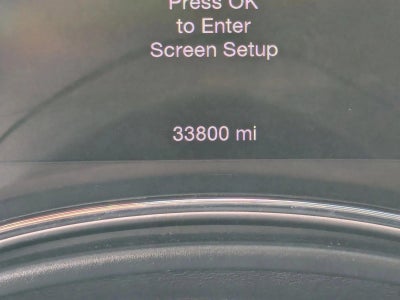 Press OK
to Enter
Screen Setup
33800 mi